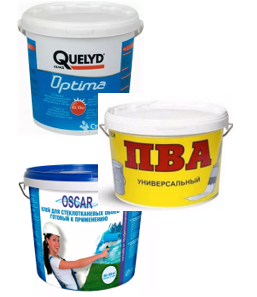 QUELYD
Optima
ПВА
УНИВЕРСАЛЬНЫЙ
OSCAR
КЛЕЙ ДЛЯ СТЕКЛОТКАНЕВЫХ ОБОЕВ
ГОТОВЫЙ К ПРИМЕНЕНИЮ